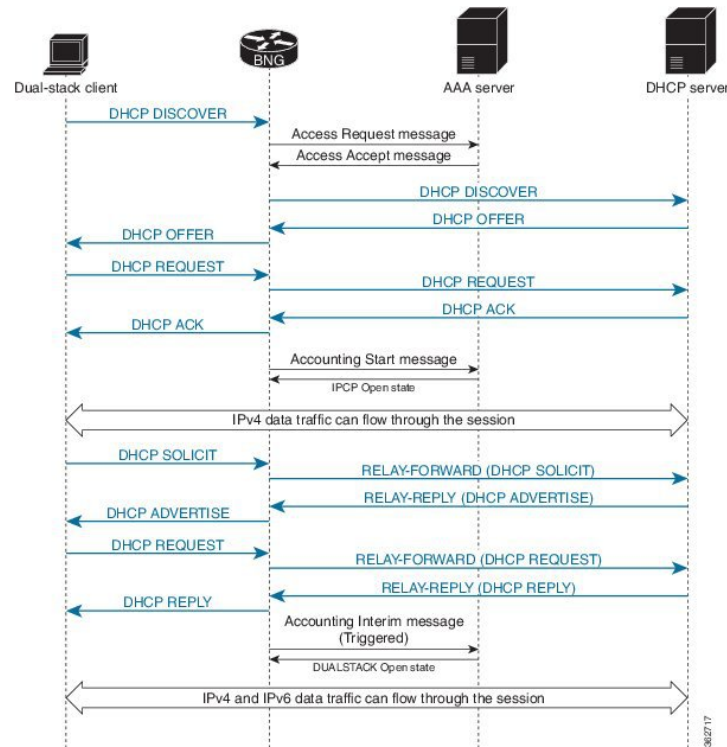 BNG
Dual-stack client
AAA server
DHCP server
DHCP DISCOVER
Access Request message
Access Accept message
DHCP DISCOVER
DHCP OFFER
DHCP OFFER
DHCP REQUEST
DHCP REQUEST
DHCP ACK
DHCP ACK
Accounting Start message
IPCP Open state
IPv4 data traffic can flow through the session
DHCP SOLICIT
RELAY-FORWARD (DHCP SOLICIT)
RELAY-REPLY (DHCP ADVERTISE)
DHCP ADVERTISE
DHCP REQUEST
RELAY-FORWARD (DHCP REQUEST)
RELAY-REPLY (DHCP REPLY)
DHCP REPLY
Accounting Interim message
(Triggered)
DUALSTACK Open state
IPv4 and IPv6 data traffic can flow through the session
362717